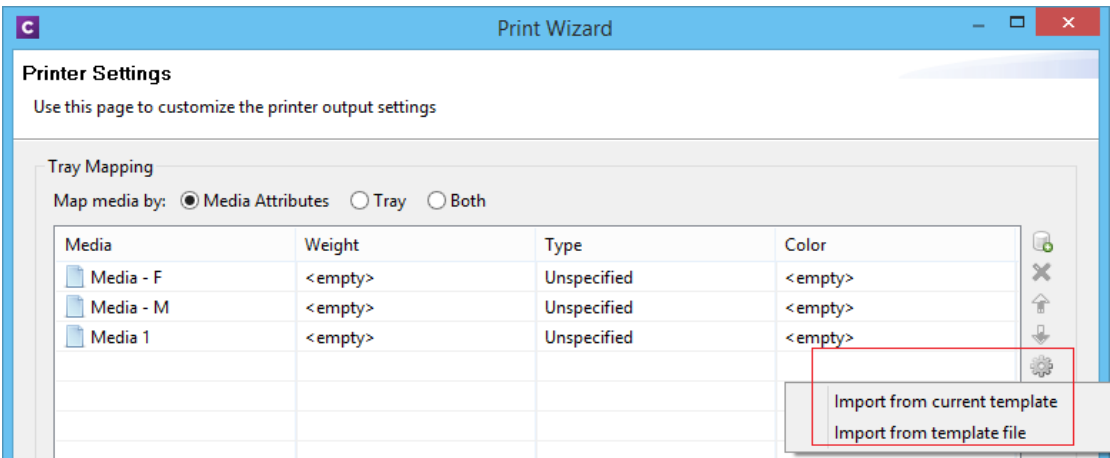 C Print Wizard
Printer Settings
Use this page to customize the printer output settings
Tray Mapping
Map media by: Media Attributes Tray Both
Media Weight Type Color
Media - F <empty> Unspecified <empty>
Media - M <empty> Unspecified <empty>
Media 1 <empty> Unspecified <empty>
Import from current template
Import from template file